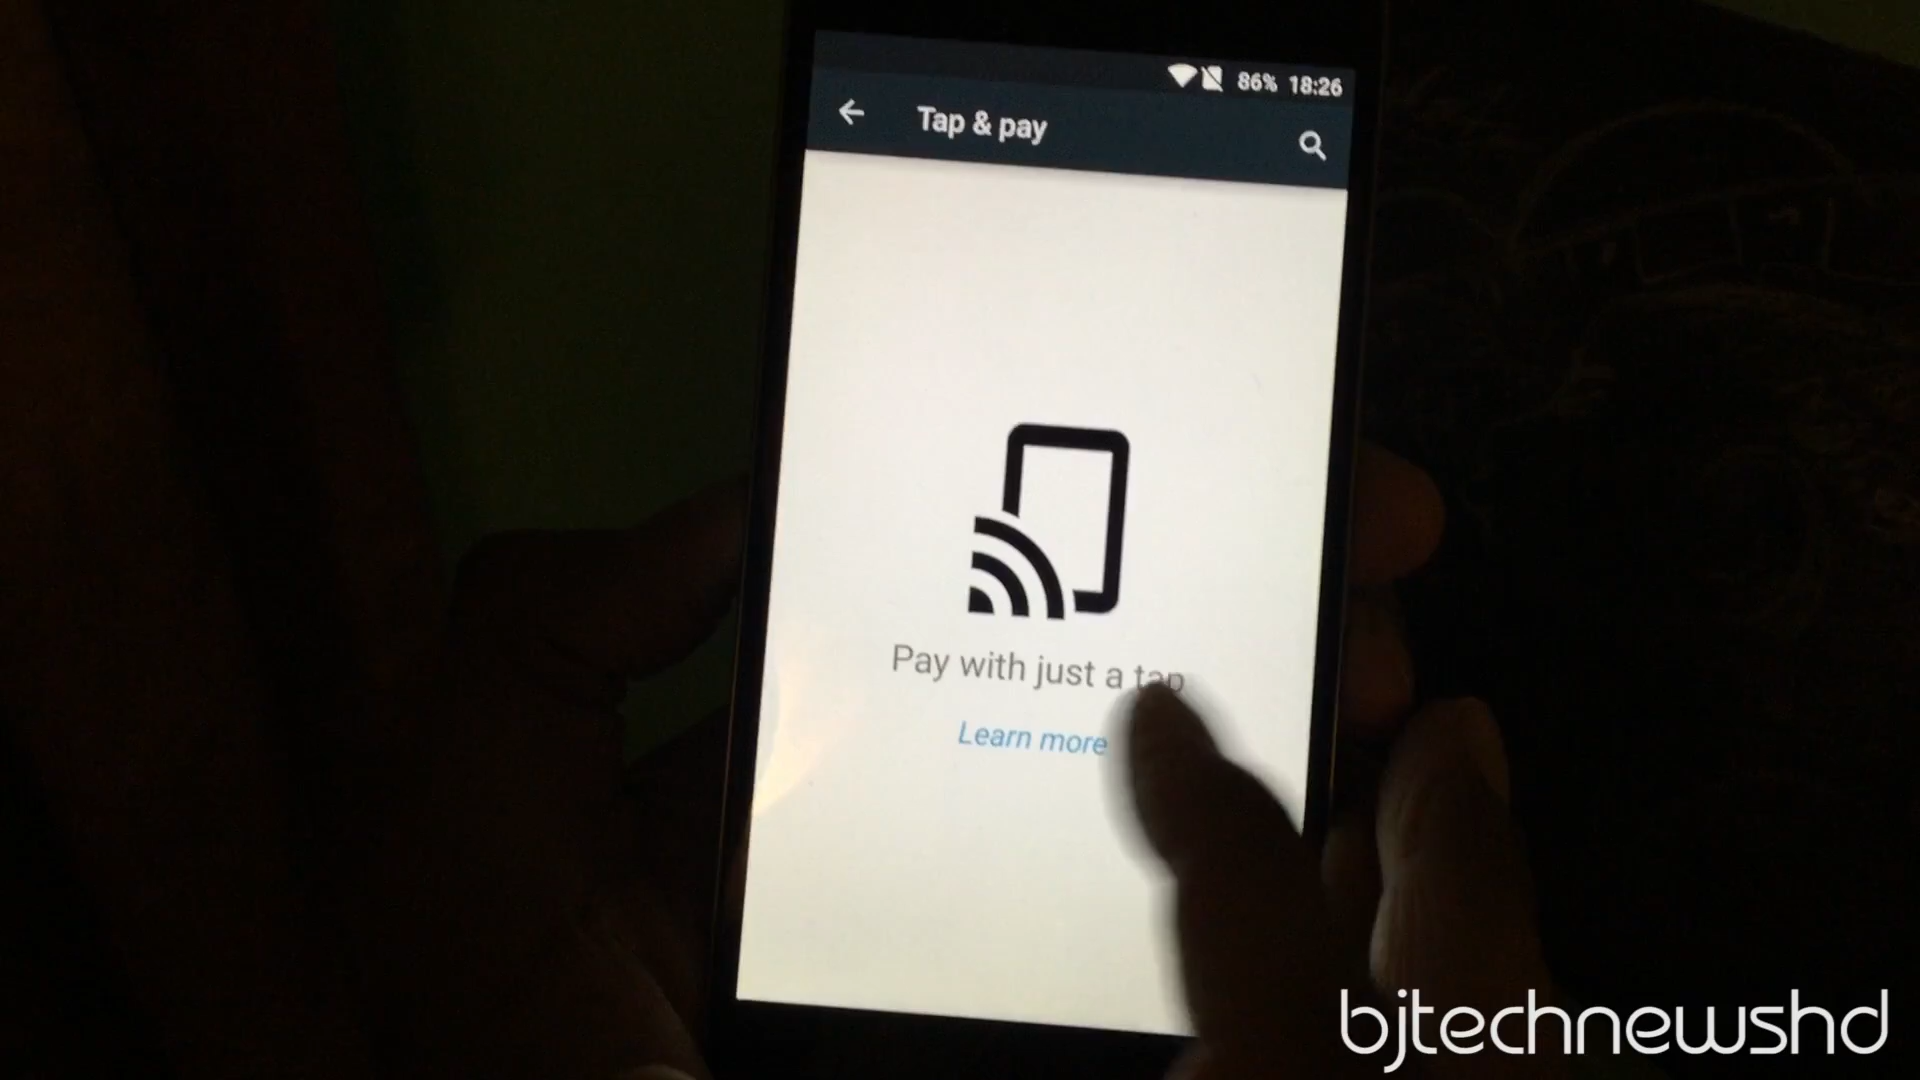 86% 18:26
Tap & pay
Pay with just a tap
Learn more
bjtechnewshd